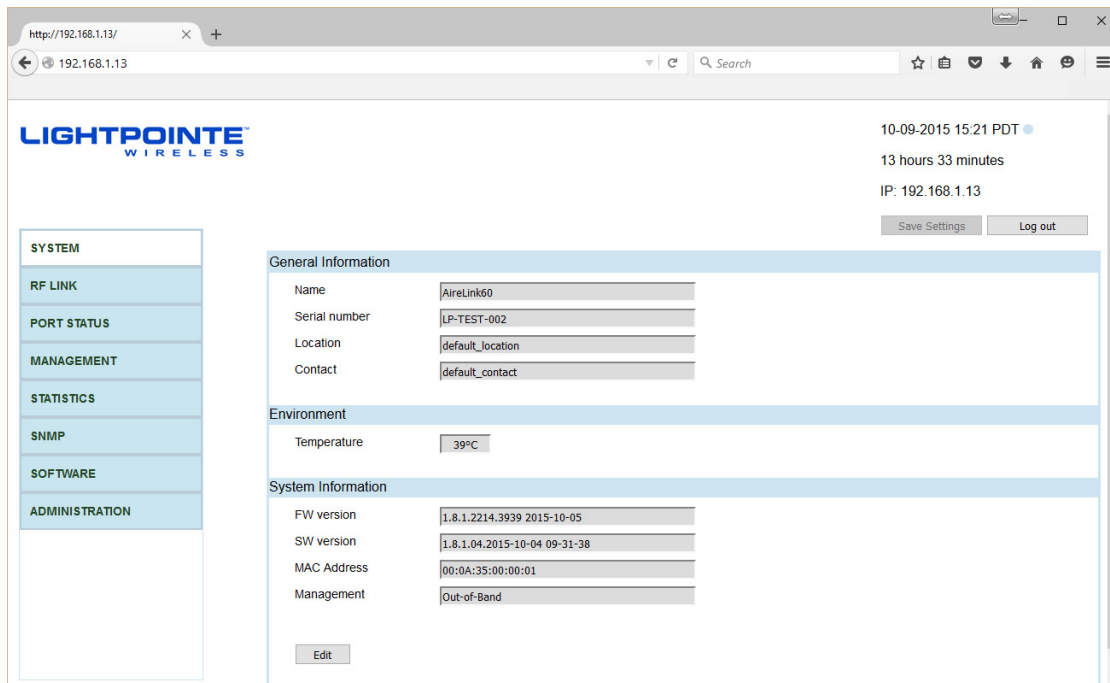 http://192.168.1.13/
192.168.1.13
Search
LIGHTPOINTE™
WIRELESS
10-09-2015 15:21 PDT
13 hours 33 minutes
IP: 192.168.1.13
Save Settings
Log out
SYSTEM
RF LINK
PORT STATUS
MANAGEMENT
STATISTICS
SNMP
SOFTWARE
ADMINISTRATION
General Information
Name AireLink60
Serial number LP-TEST-002
Location default_location
Contact default_contact
Environment
Temperature 39ºC
System Information
FW version 1.8.1.2214.3939 2015-10-05
SW version 1.8.1.04.2015-10-04 09-31-38
MAC Address 00:0A:35:00:00:01
Management Out-of-Band
Edit